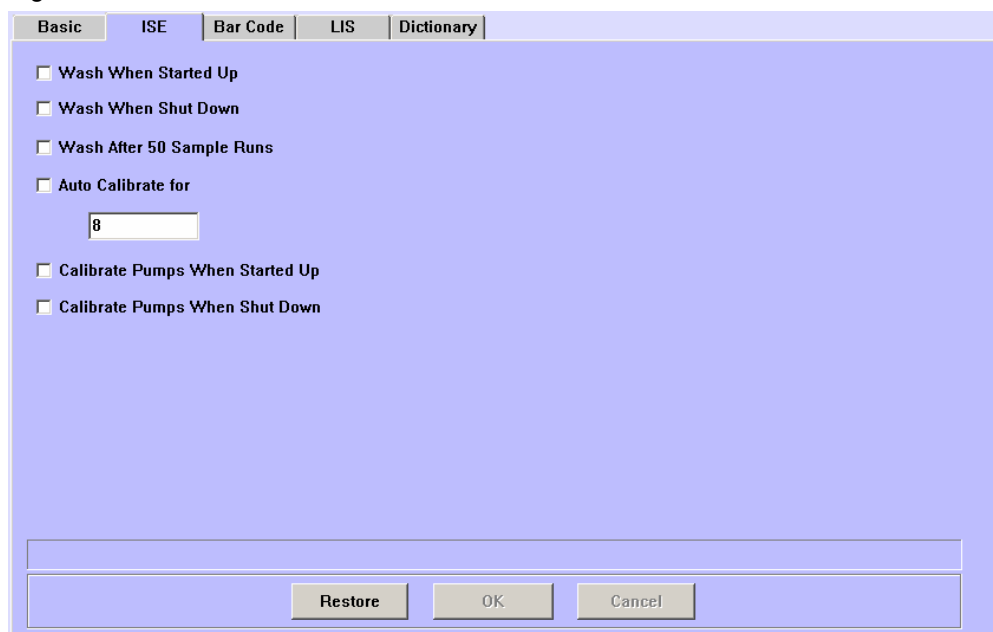 Basic ISE Bar Code LIS Dictionary
Wash When Started Up
Wash When Shut Down
Wash After 50 Sample Runs
Auto Calibrate for
8
Calibrate Pumps When Started Up
Calibrate Pumps When Shut Down
Restore OK Cancel